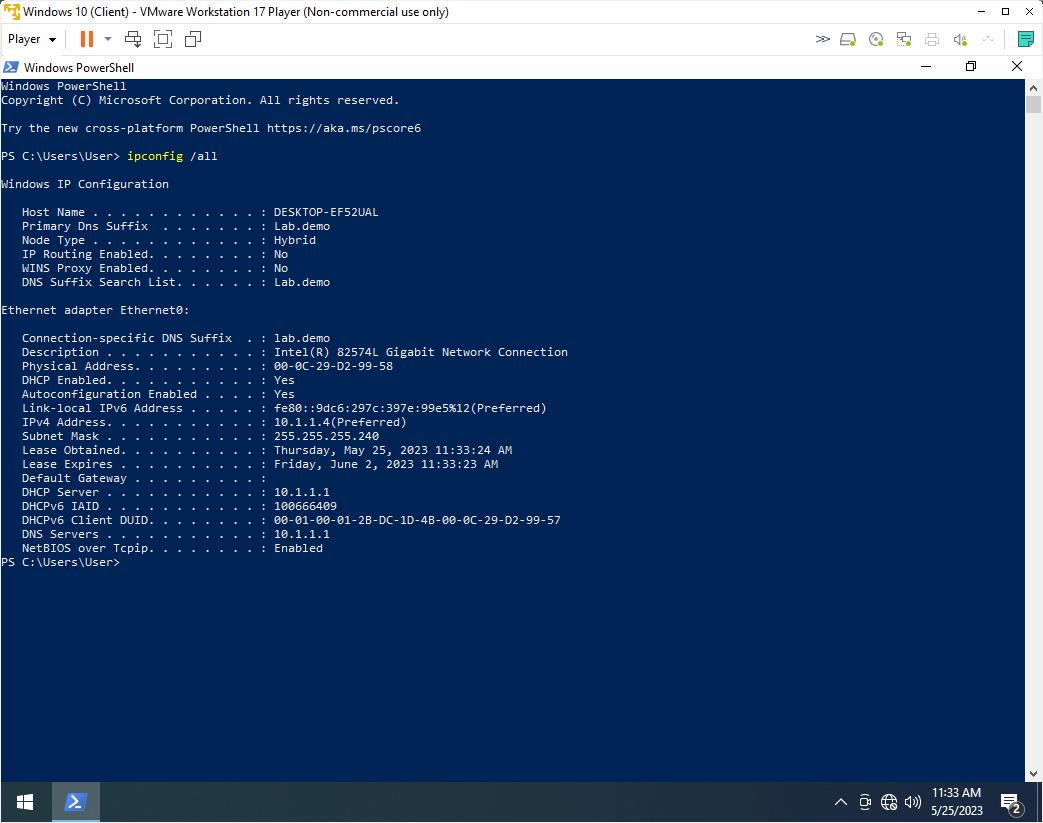 Windows 10 (Client) - VMware Workstation 17 Player (Non-commercial use only)
Player
Windows PowerShell
Windows PowerShell
Copyright (C) Microsoft Corporation. All rights reserved.
Try the new cross-platform PowerShell https://aka.ms/pscore6
PS C:\Users\User> ipconfig /all
Windows IP Configuration
   Host Name . . . . . . . . . . . . : DESKTOP-EF52UAL
   Primary Dns Suffix  . . . . . . . : Lab.demo
   Node Type . . . . . . . . . . . . : Hybrid
   IP Routing Enabled. . . . . . . . : No
   WINS Proxy Enabled. . . . . . . . : No
   DNS Suffix Search List. . . . . . : Lab.demo
Ethernet adapter Ethernet0:
   Connection-specific DNS Suffix  . : lab.demo
   Description . . . . . . . . . . . : Intel(R) 82574L Gigabit Network Connection
   Physical Address. . . . . . . . . : 00-0C-29-D2-99-58
   DHCP Enabled. . . . . . . . . . . : Yes
   Autoconfiguration Enabled . . . . : Yes
   Link-local IPv6 Address . . . . . : fe80::9dc6:297c:397e:99e5%12(Preferred)
   IPv4 Address. . . . . . . . . . . : 10.1.1.4(Preferred)
   Subnet Mask . . . . . . . . . . . : 255.255.255.240
   Lease Obtained. . . . . . . . . . : Thursday, May 25, 2023 11:33:24 AM
   Lease Expires . . . . . . . . . . : Friday, June 2, 2023 11:33:23 AM
   Default Gateway . . . . . . . . . :
   DHCP Server . . . . . . . . . . . : 10.1.1.1
   DHCPv6 IAID . . . . . . . . . . . : 100666409
   DHCPv6 Client DUID. . . . . . . . : 00-01-00-01-2B-DC-1D-4B-00-0C-29-D2-99-57
   DNS Servers . . . . . . . . . . . : 10.1.1.1
   NetBIOS over Tcpip. . . . . . . . : Enabled
PS C:\Users\User>
11:33 AM
5/25/2023
2